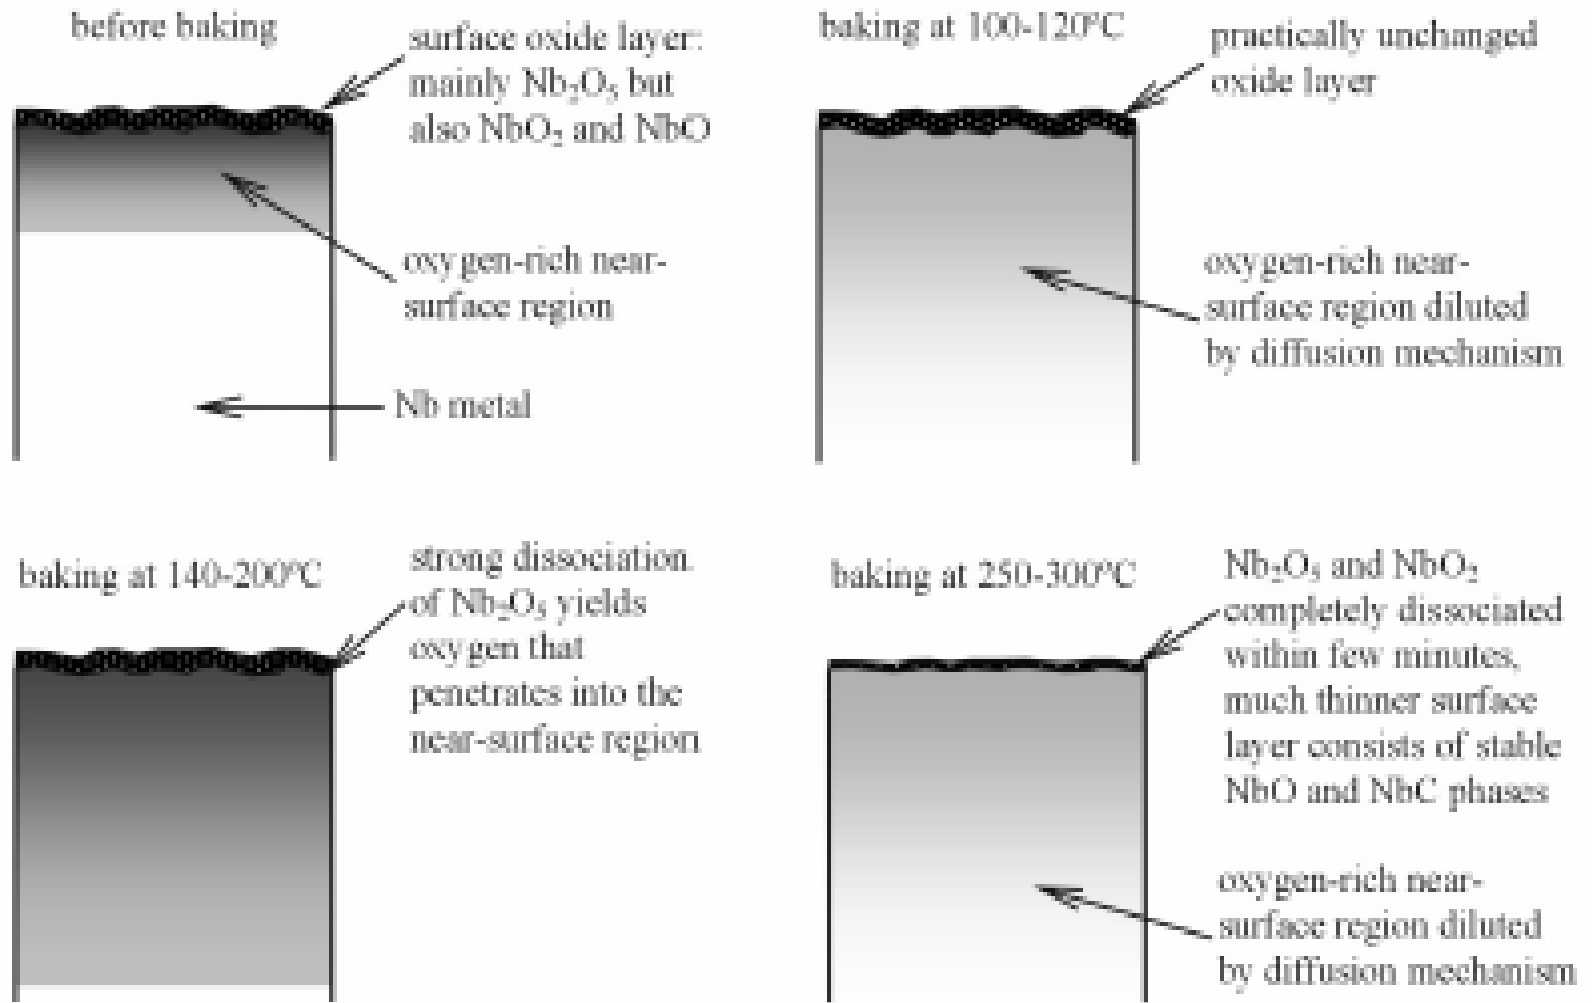 before baking
surface oxide layer:
mainly Nb₂O₅ but
also NbO₂ and NbO
oxygen-rich near-
surface region
Nb metal
baking at 100-120ºC
practically unchanged
oxide layer
oxygen-rich near-
surface region diluted
by diffusion mechanism
baking at 140-200ºC
strong dissociation
of Nb₂O₅ yields
oxygen that
penetrates into the
near-surface region
baking at 250-300ºC
Nb₂O₅ and NbO₂
completely dissociated
within few minutes,
much thinner surface
layer consists of stable
NbO and NbC phases
oxygen-rich near-
surface region diluted
by diffusion mechanism